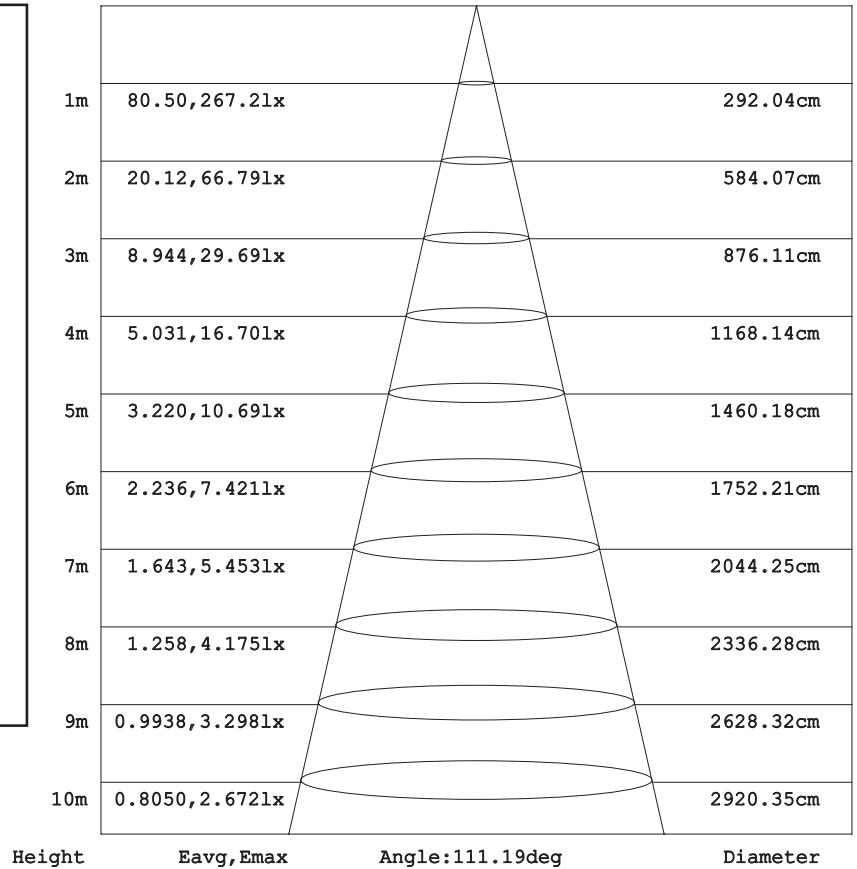 1m 80.50,267.2lx 292.04cm
2m 20.12,66.79lx 584.07cm
3m 8.944,29.69lx 876.11cm
4m 5.031,16.70lx 1168.14cm
5m 3.220,10.69lx 1460.18cm
6m 2.236,7.421lx 1752.21cm
7m 1.643,5.453lx 2044.25cm
8m 1.258,4.175lx 2336.28cm
9m 0.9938,3.298lx 2628.32cm
10m 0.8050,2.672lx 2920.35cm
Height Eavg,Emax Angle:111.19deg Diameter